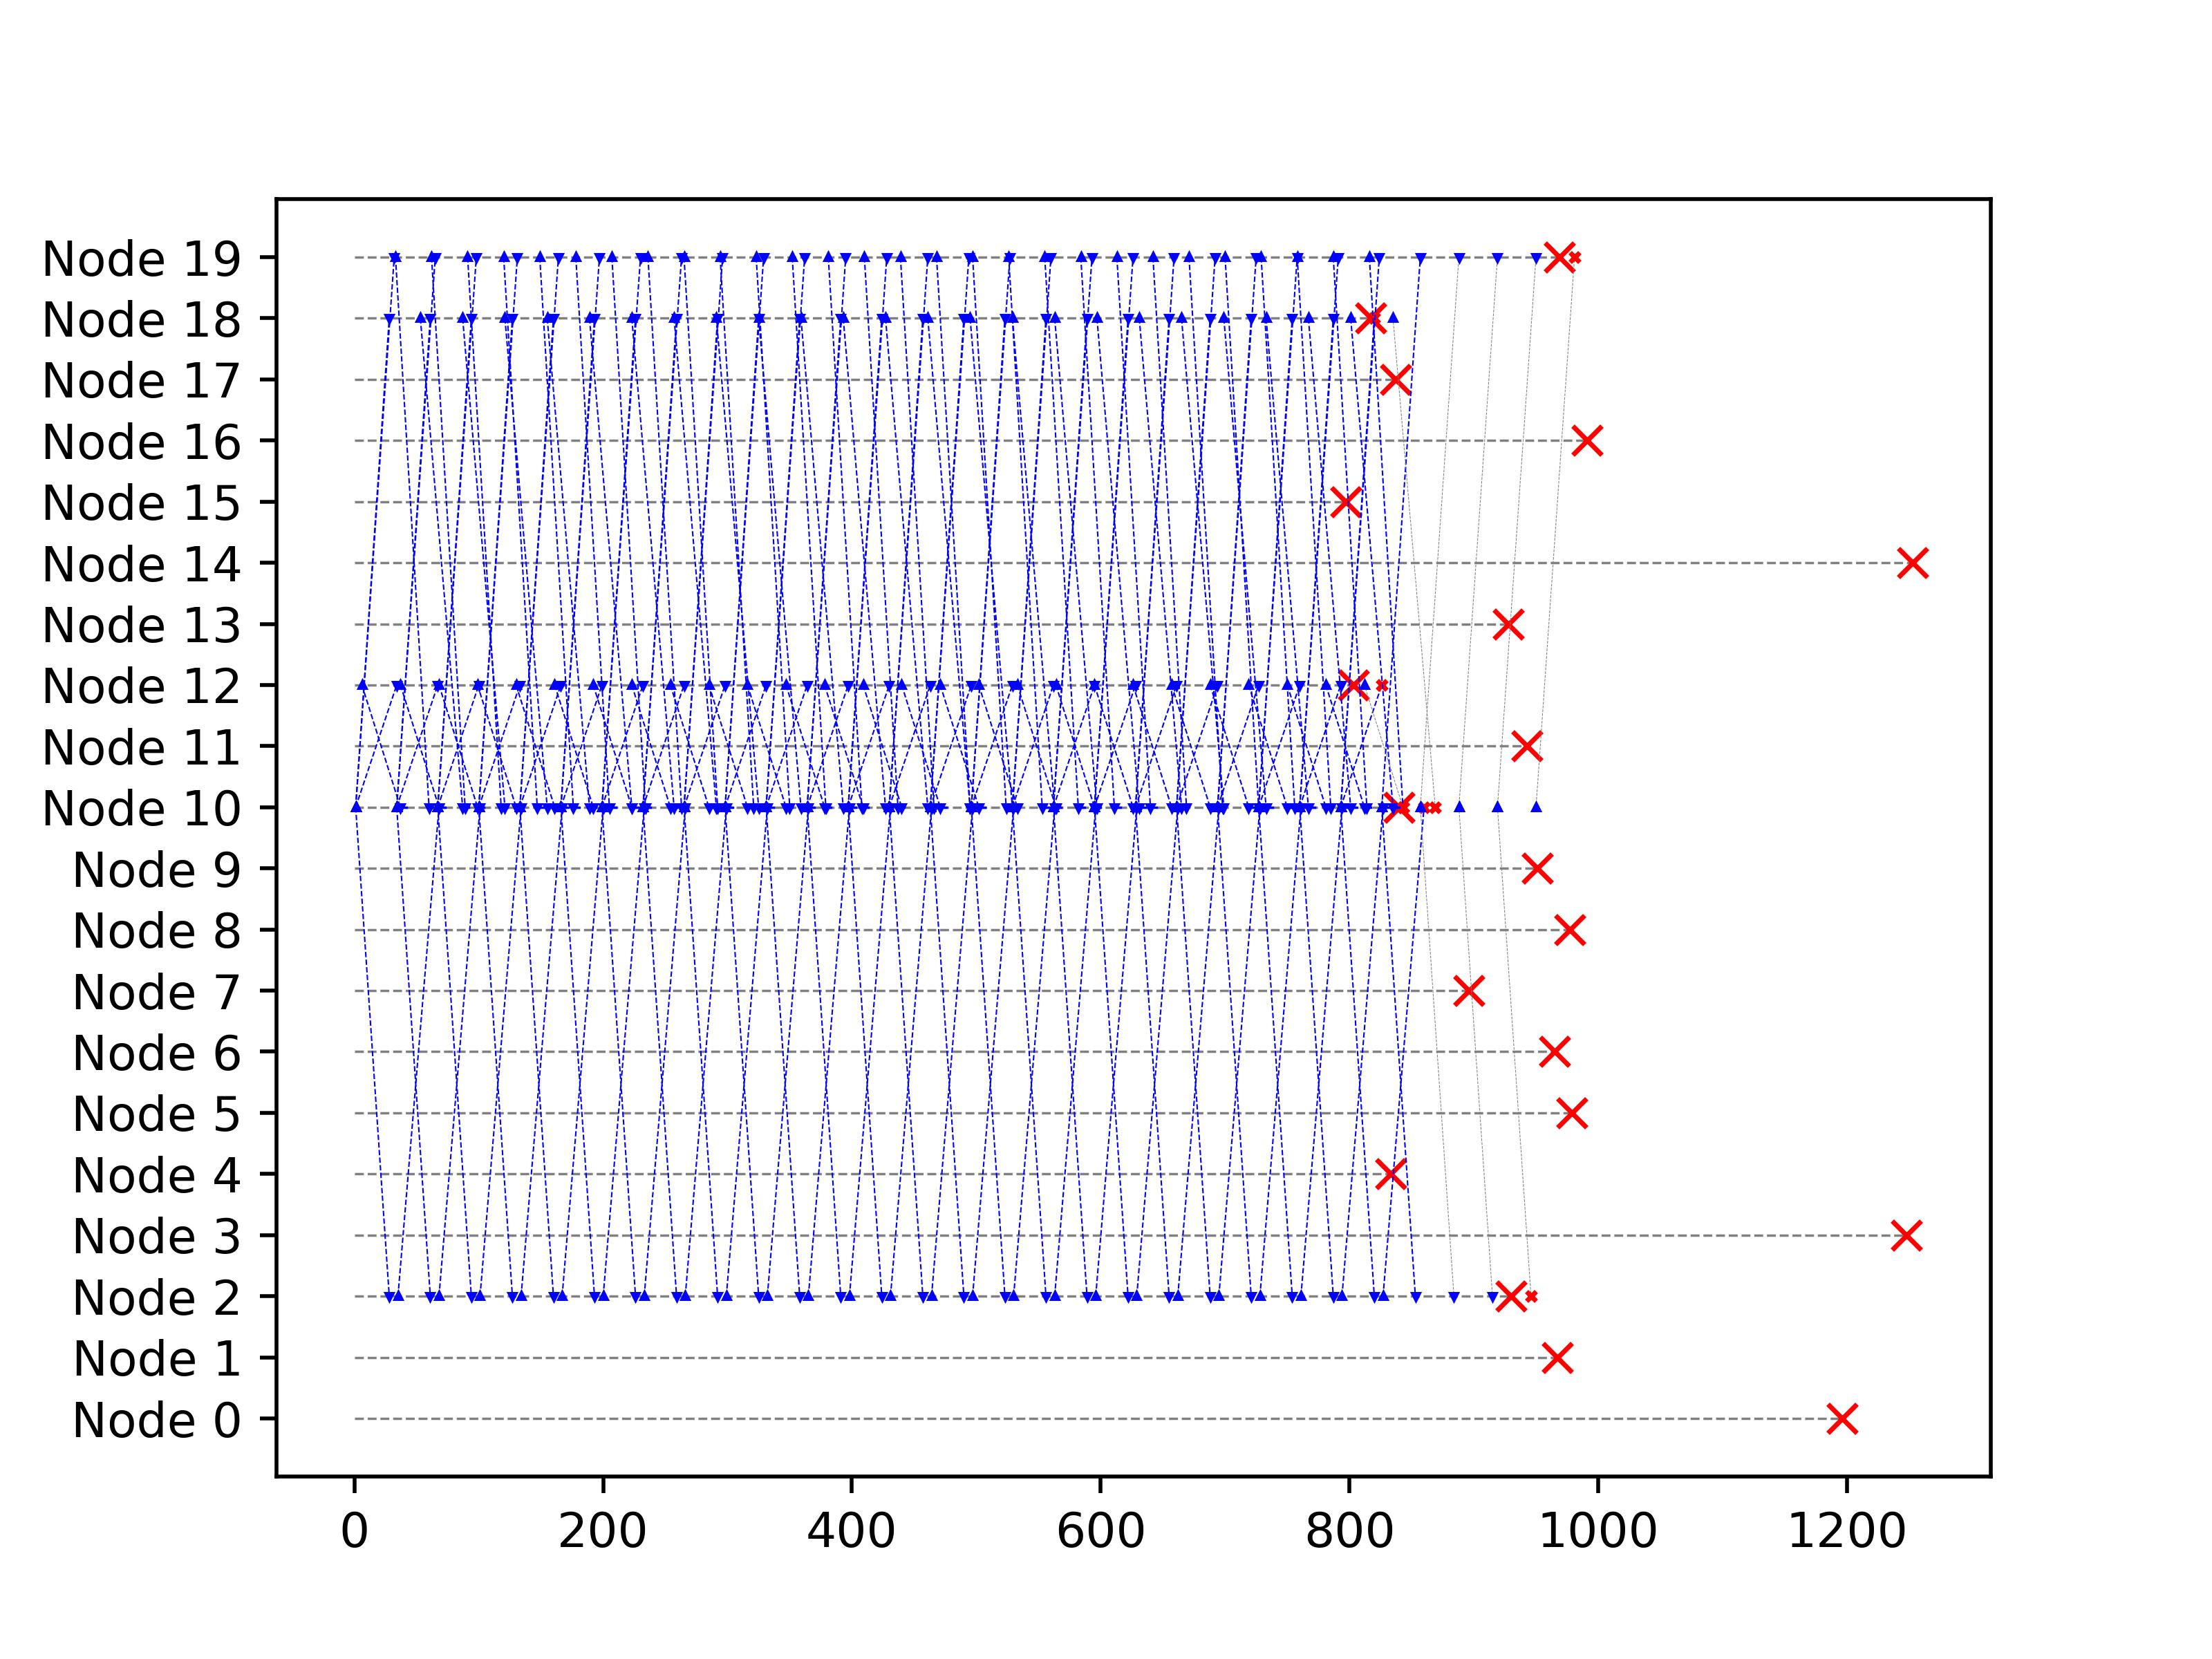 Node 19
Node 18
Node 17
Node 16
Node 15
Node 14
Node 13
Node 12
Node 11
Node 10
Node 9
Node 8
Node 7
Node 6
Node 5
Node 4
Node 3
Node 2
Node 1
Node 0
0 200 400 600 800 1000 1200